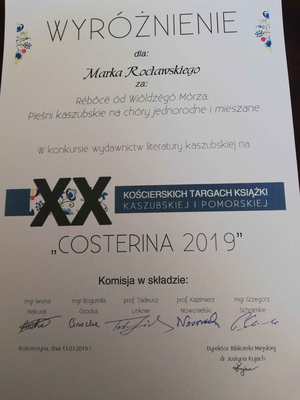 WYRÓŻNIENIE
dla:
Marka Rocławskiego
za:
Rëbôcë òd Wiôldżégò Mòrza.
Pieśni kaszubskie na chóry jednorodne i mieszane
W konkursie wydawnictw literatury kaszubskiej na
XX KOŚCIERSKICH TARGACH KSIĄŻKI
KASZUBSKIEJ I POMORSKIEJ
„COSTERINA 2019"
Komisja w składzie:
mgr Iwona Makurat
mgr Bogumiła Cirocka
prof. Tadeusz Linkner
prof. Kazimierz Nowosielski
mgr Grzegorz Schramke
Kościerzyna, dnia 13.07.2019 r.
Dyrektor Biblioteki Miejskiej
dr Justyna Kujach